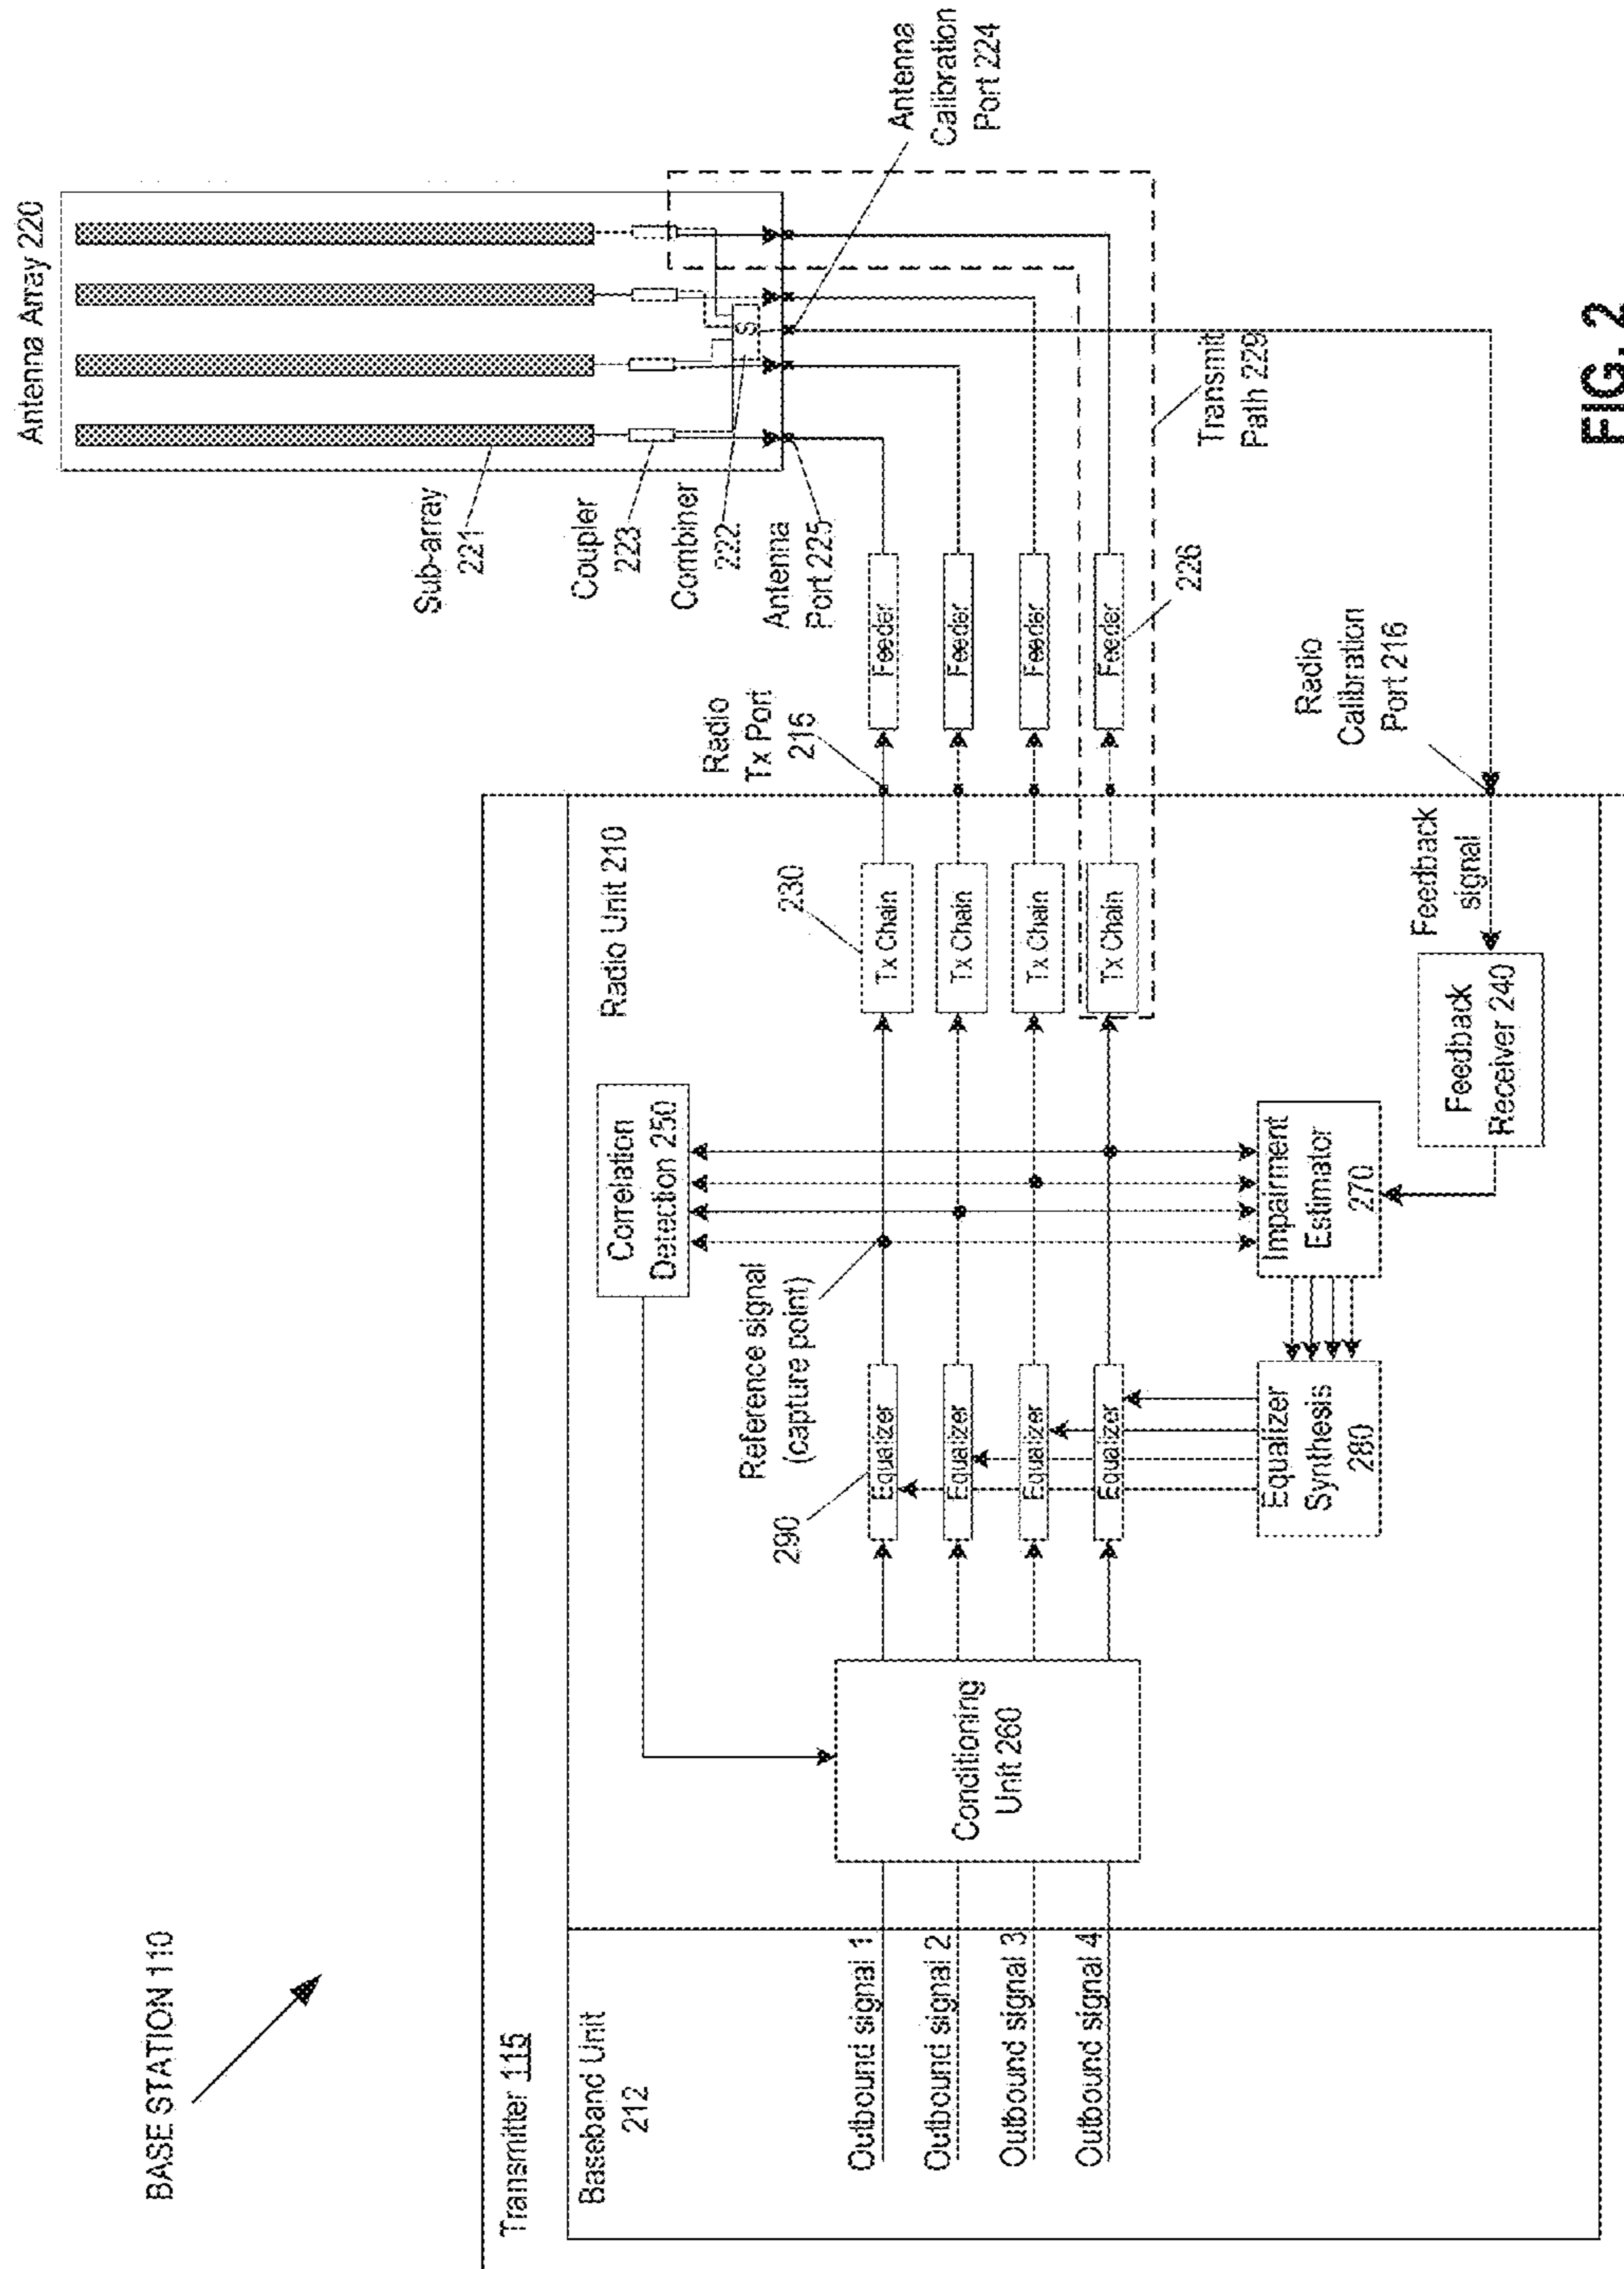 BASE STATION 110
Antenna Array 220
Sub-array
221
Coupler
223
Combiner
222
S
Antenna
Port 225
Antenna
Calibration
Port 224
Transmitter 115
Baseband Unit
212
Radio Unit 210
Outbound signal 1
Outbound signal 2
Outbound signal 3
Outbound signal 4
Conditioning
Unit 260
Correlation
Detection 250
Reference signal
(capture point)
290
Equalizer
Equalizer
Equalizer
Equalizer
230
Tx Chain
Tx Chain
Tx Chain
Tx Chain
Radio
Tx Port
216
Feeder
Feeder
Feeder
Feeder
226
Transmit
Path 229
Equalizer
Synthesis
280
Impairment
Estimator
270
Feedback
Receiver 240
Feedback
signal
Radio
Calibration
Port 216
FIG. 2